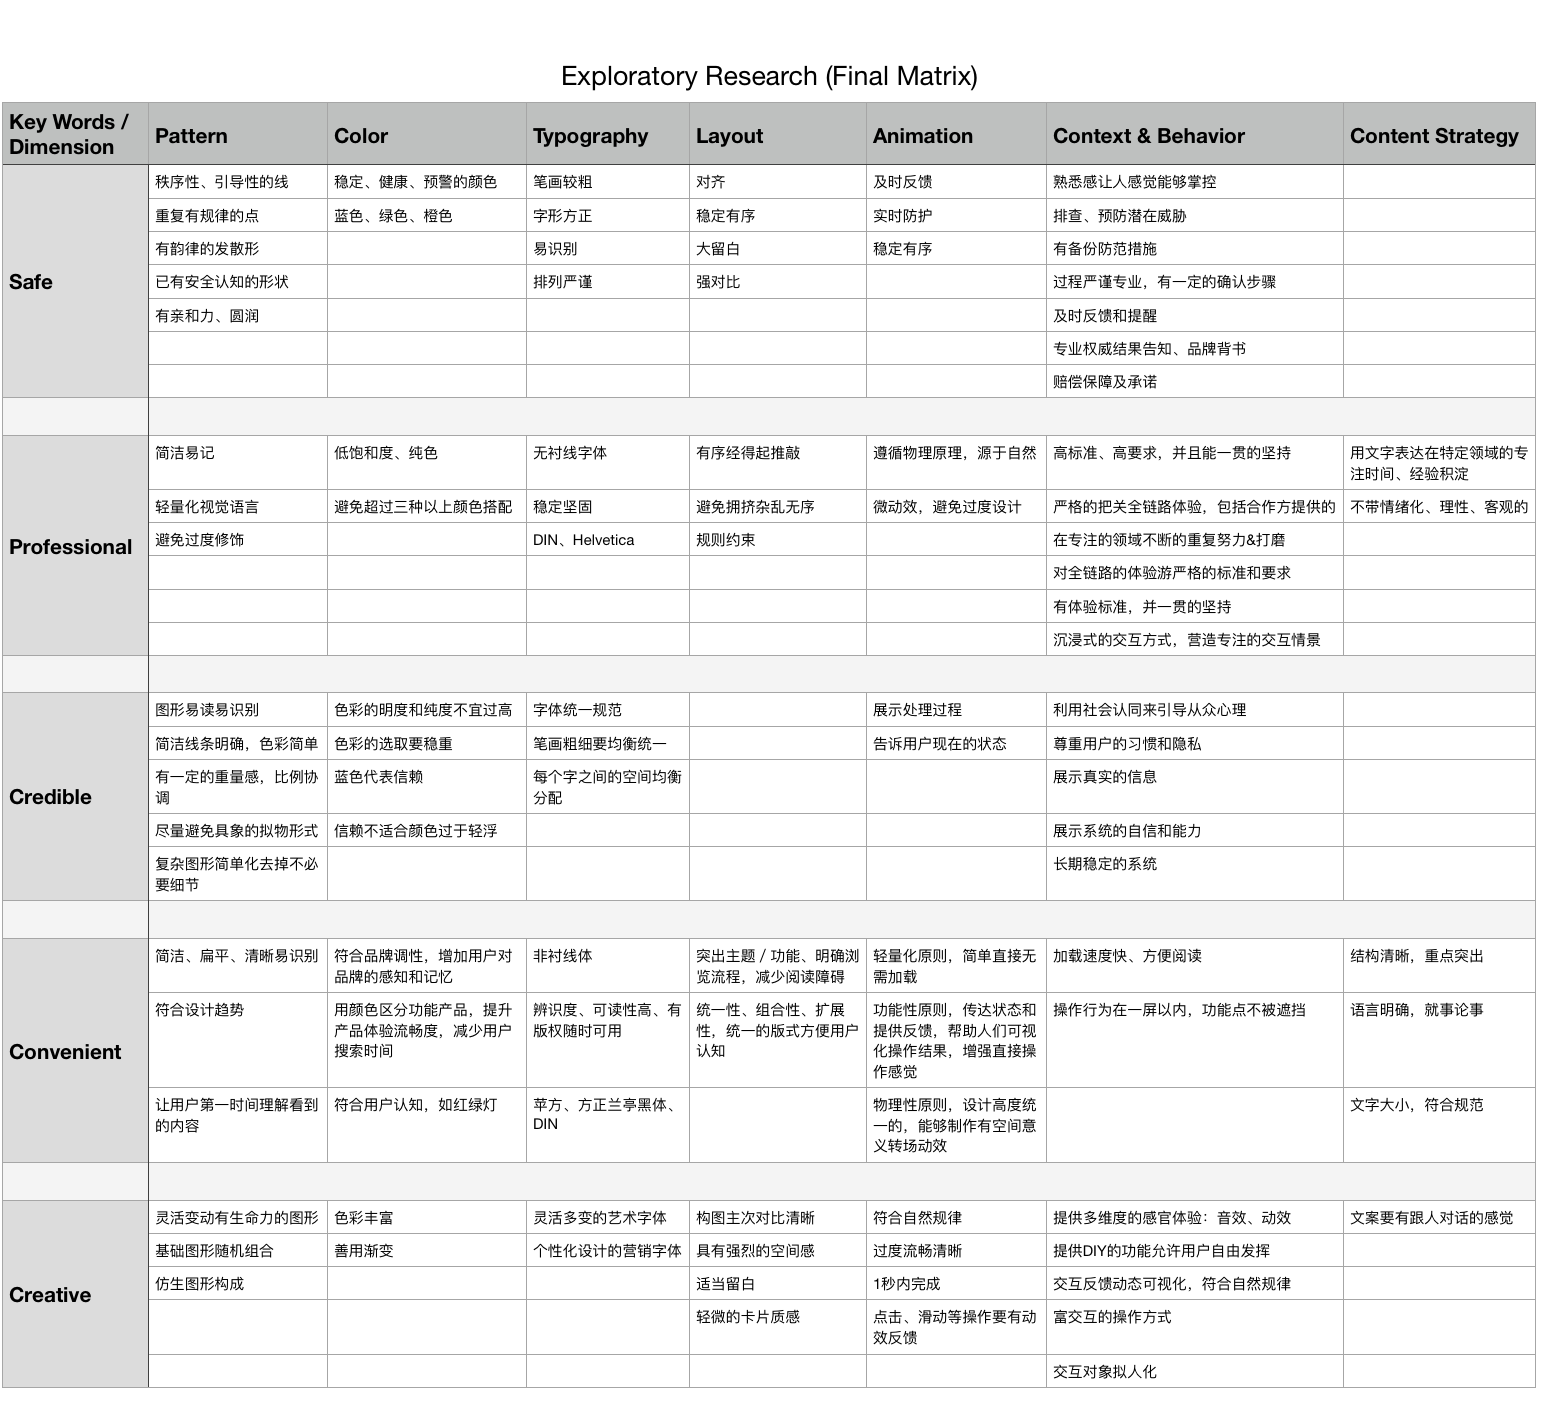 Exploratory Research (Final Matrix)
Key Words / Dimension	Pattern	Color	Typography	Layout	Animation	Context & Behavior	Content Strategy
Safe
秩序性、引导性的线	稳定、健康、预警的颜色	笔画较粗	对齐	及时反馈	熟悉感让人感觉能够掌控
重复有规律的点	蓝色、绿色、橙色	字形方正	稳定有序	实时防护	排查、预防潜在威胁
有韵律的发散形	易识别	大留白	稳定有序	有备份防范措施
已有安全认知的形状	排列严谨	强对比	过程严谨专业，有一定的确认步骤
有亲和力、圆润	及时反馈和提醒
专业权威结果告知、品牌背书
赔偿保障及承诺
Professional
简洁易记	低饱和度、纯色	无衬线字体	有序经得起推敲	遵循物理原理，源于自然	高标准、高要求，并且能一贯的坚持	用文字表达在特定领域的专注时间、经验积淀
轻量化视觉语言	避免超过三种以上颜色搭配	稳定坚固	避免拥挤杂乱无序	微动效，避免过度设计	严格的把关全链路体验，包括合作方提供的	不带情绪化、理性、客观的
避免过度修饰	DIN、Helvetica	规则约束	在专注的领域不断的重复努力&打磨
对全链路的体验游严格的标准和要求
有体验标准，并一贯的坚持
沉浸式的交互方式，营造专注的交互情景
Credible
图形易读易识别	色彩的明度和纯度不宜过高	字体统一规范	展示处理过程	利用社会认同来引导从众心理
简洁线条明确，色彩简单	色彩的选取要稳重	笔画粗细要均衡统一	告诉用户现在的状态	尊重用户的习惯和隐私
有一定的重量感，比例协调	蓝色代表信赖	每个字之间的空间均衡分配	展示真实的信息
尽量避免具象的拟物形式	信赖不适合颜色过于轻浮	展示系统的自信和能力
复杂图形简单化去掉不必要细节	长期稳定的系统
Convenient
简洁、扁平、清晰易识别	符合品牌调性，增加用户对品牌的感知和记忆	非衬线体	突出主题 / 功能、明确浏览流程，减少阅读障碍	轻量化原则，简单直接无需加载	加载速度快、方便阅读	结构清晰，重点突出
符合设计趋势	用颜色区分功能产品，提升产品体验流畅度，减少用户搜索时间	辨识度、可读性高、有版权随时可用	统一性、组合性、扩展性，统一的版式方便用户认知	功能性原则，传达状态和提供反馈，帮助人们可视化操作结果，增强直接操作感觉	操作行为在一屏以内，功能点不被遮挡	语言明确，就事论事
让用户第一时间理解看到的内容	符合用户认知，如红绿灯	苹方、方正兰亭黑体、DIN	物理性原则，设计高度统一的，能够制作有空间意义转场动效	文字大小，符合规范
Creative
灵活变动有生命力的图形	色彩丰富	灵活多变的艺术字体	构图主次对比清晰	符合自然规律	提供多维度的感官体验：音效、动效	文案要有跟人对话的感觉
基础图形随机组合	善用渐变	个性化设计的营销字体	具有强烈的空间感	过度流畅清晰	提供DIY的功能允许用户自由发挥
仿生图形构成	适当留白	1秒内完成	交互反馈动态可视化，符合自然规律
轻微的卡片质感	点击、滑动等操作要有动效反馈	富交互的操作方式
交互对象拟人化